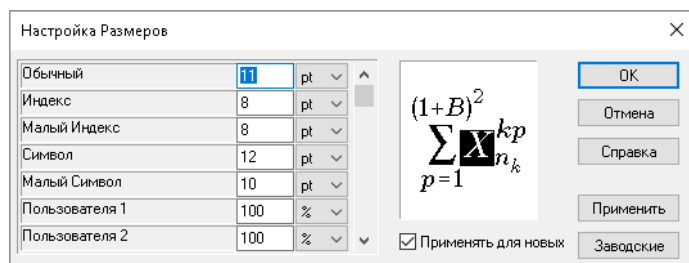 Настройка Размеров
Обычный 11 pt
Индекс 8 pt
Малый Индекс 8 pt
Символ 12 pt
Малый Символ 10 pt
Пользователя 1 100 %
Пользователя 2 100 %
(1+B)²
∑ X kp n_k
p=1
Применять для новых
OK
Отмена
Справка
Применить
Заводские